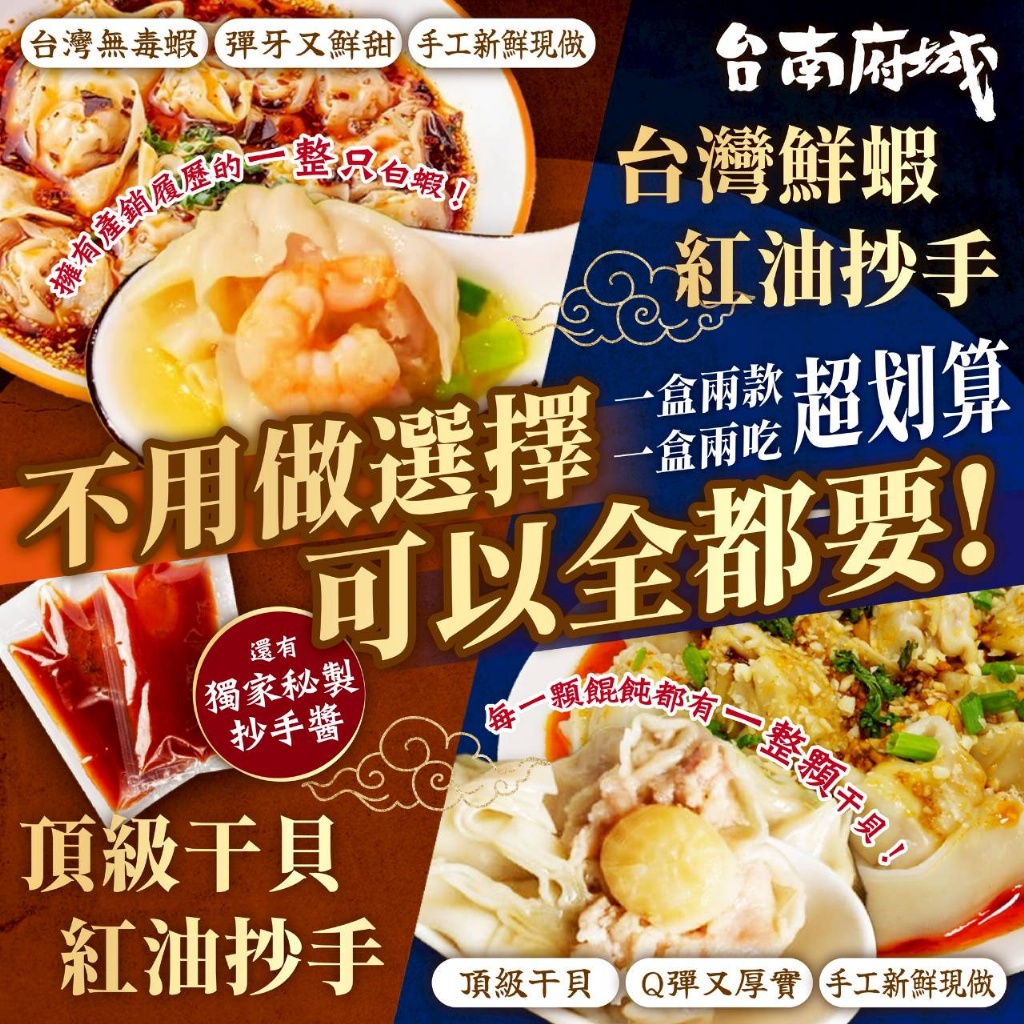 台灣無毒蝦
彈牙又鮮甜
手工新鮮現做
台南府城
台灣鮮蝦
紅油抄手
擁有產銷履歷的一整只白蝦！
一盒兩款
一盒兩吃
超划算
不用做選擇
可以全都要！
還有
獨家秘製
抄手醬
每一顆餛飩都有一整顆干貝！
頂級干貝
紅油抄手
頂級干貝
Q彈又厚實
手工新鮮現做